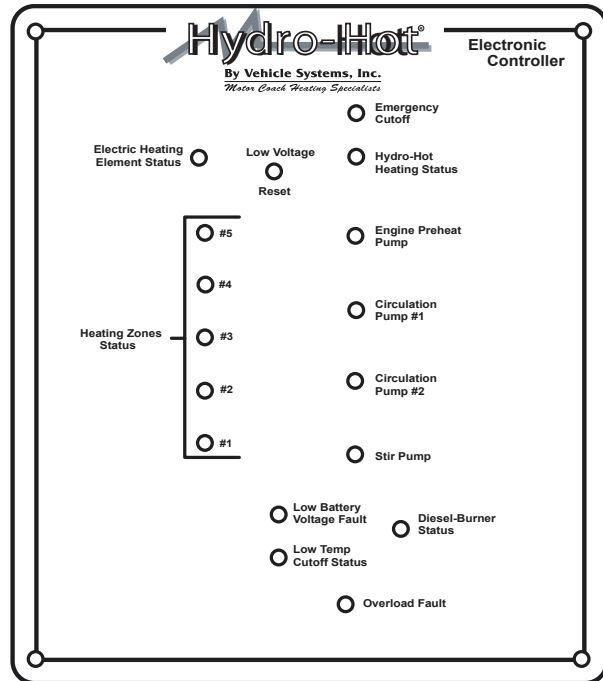 Hydro-Hot®
By Vehicle Systems, Inc.
Motor Coach Heating Specialists
Electronic
Controller
Emergency
Cutoff
Electric Heating
Element Status
Low Voltage
Reset
Hydro-Hot
Heating Status
#5
Engine Preheat
Pump
#4
Circulation
Pump #1
Heating Zones
Status
#3
#2
Circulation
Pump #2
#1
Stir Pump
Low Battery
Voltage Fault
Diesel-Burner
Status
Low Temp
Cutoff Status
Overload Fault